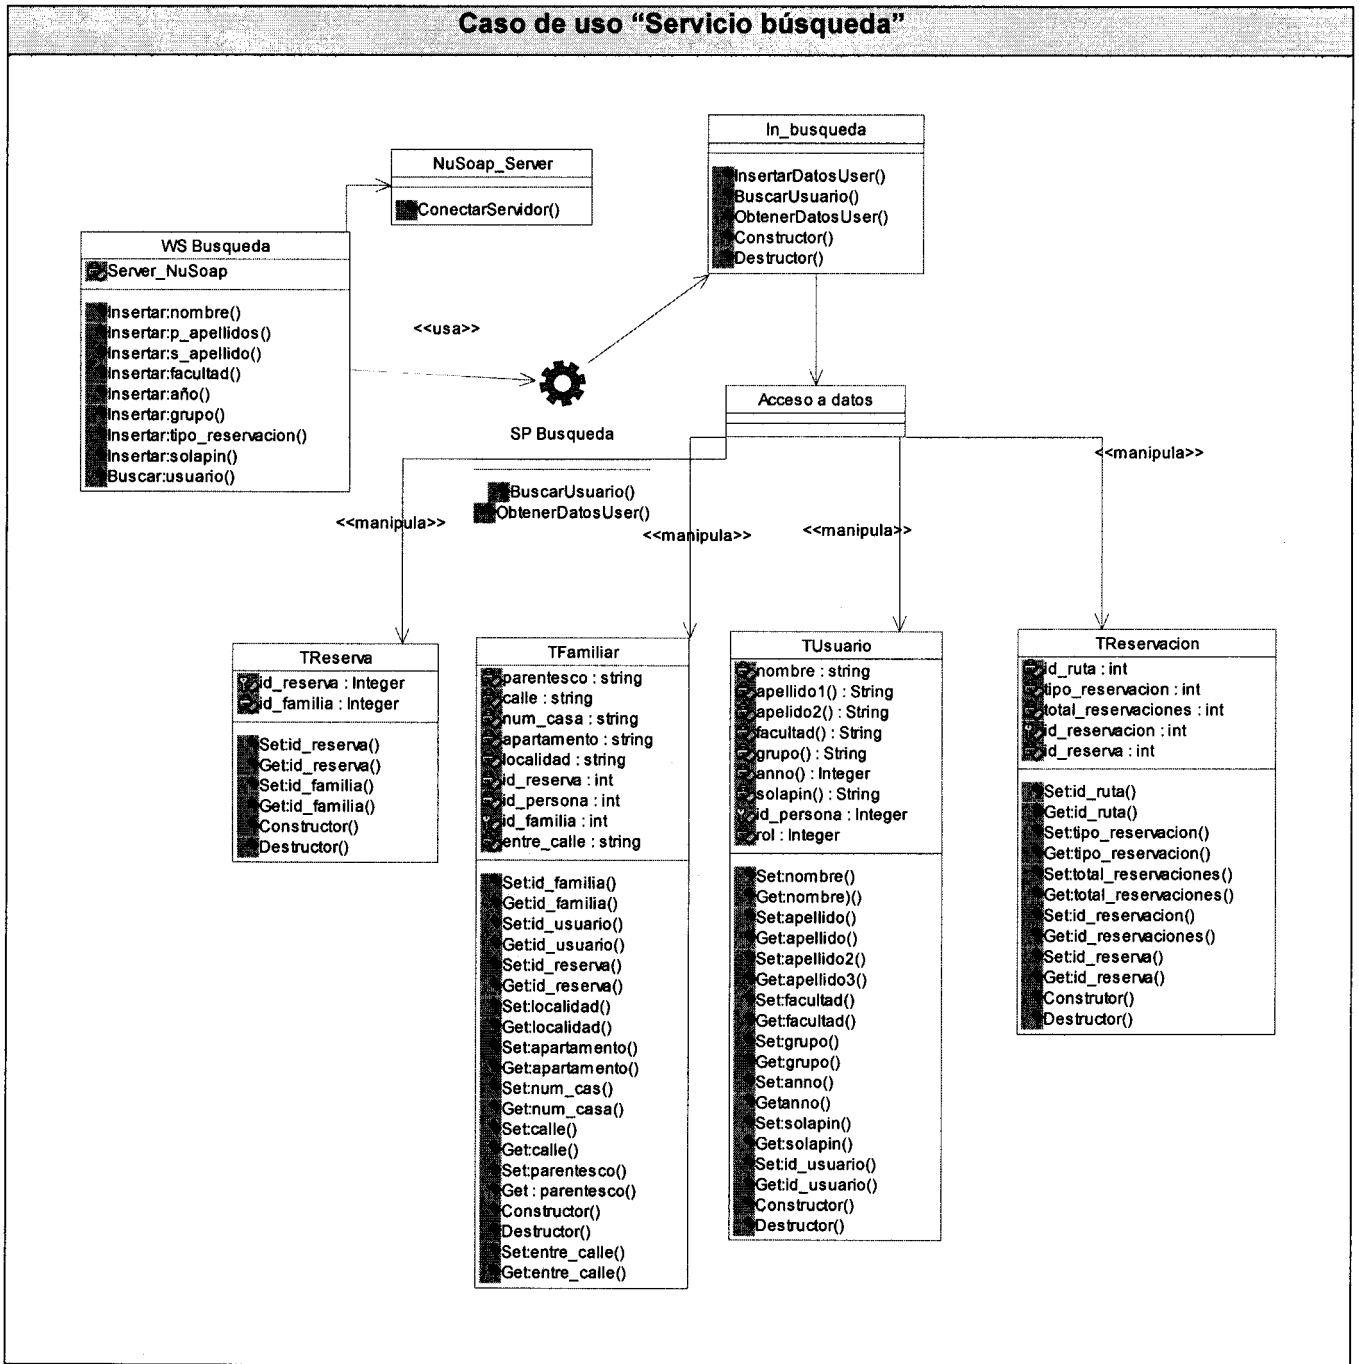 Caso de uso “Servicio búsqueda”
In_busqueda
InsertarDatosUser()
BuscarUsuario()
ObtenerDatosUser()
Constructor()
Destructor()
NuSoap_Server
ConectarServidor()
WS Busqueda
Server_NuSoap
Insertar:nombre()
Insertar:p_apellidos()
Insertar:s_apellido()
Insertar:facultad()
Insertar:año()
Insertar:grupo()
Insertar:tipo_reservacion()
Insertar:solapin()
Buscar:usuario()
<<usa>>
SP Busqueda
BuscarUsuario()
ObtenerDatosUser()
Acceso a datos
<<manipula>>
<<manipula>>
<<manipula>>
<<manipula>>
TReserva
id_reserva : Integer
id_familia : Integer
Set:id_reserva()
Get:id_reserva()
Set:id_familia()
Get:id_familia()
Constructor()
Destructor()
TFamiliar
parentesco : string
calle : string
num_casa : string
apartamento : string
localidad : string
id_reserva : int
id_persona : int
id_familia : int
entre_calle : string
Set:id_familia()
Get:id_familia()
Set:id_usuario()
Get:id_usuario()
Set:id_reserva()
Get:id_reserva()
Set:localidad()
Get:localidad()
Set:apartamento()
Get:apartamento()
Set:num_cas()
Get:num_casa()
Set:calle()
Get:calle()
Set:parentesco()
Get : parentesco()
Constructor()
Destructor()
Set:entre_calle()
Get:entre_calle()
TUsuario
nombre : string
apellido1() : String
apelido2() : String
facultad() : String
grupo() : String
anno() : Integer
solapin() : String
id_persona : Integer
rol : Integer
Set:nombre()
Get:nombre)()
Set:apellido()
Get:apellido()
Set:apellido2()
Get:apellido3()
Set:facultad()
Get:facultad()
Set:grupo()
Get:grupo()
Set:anno()
Getanno()
Set:solapin()
Get:solapin()
Set:id_usuario()
Get:id_usuario()
Constructor()
Destructor()
TReservacion
id_ruta : int
tipo_reservacion : int
total_reservaciones : int
id_reservacion : int
id_reserva : int
Set:id_ruta()
Get:id_ruta()
Set:tipo_reservacion()
Get:tipo_reservacion()
Set:total_reservaciones()
Get:total_reservaciones()
Set:id_reservacion()
Get:id_reservaciones()
Set:id_reserva()
Get:id_reserva()
Construtor()
Destructor()